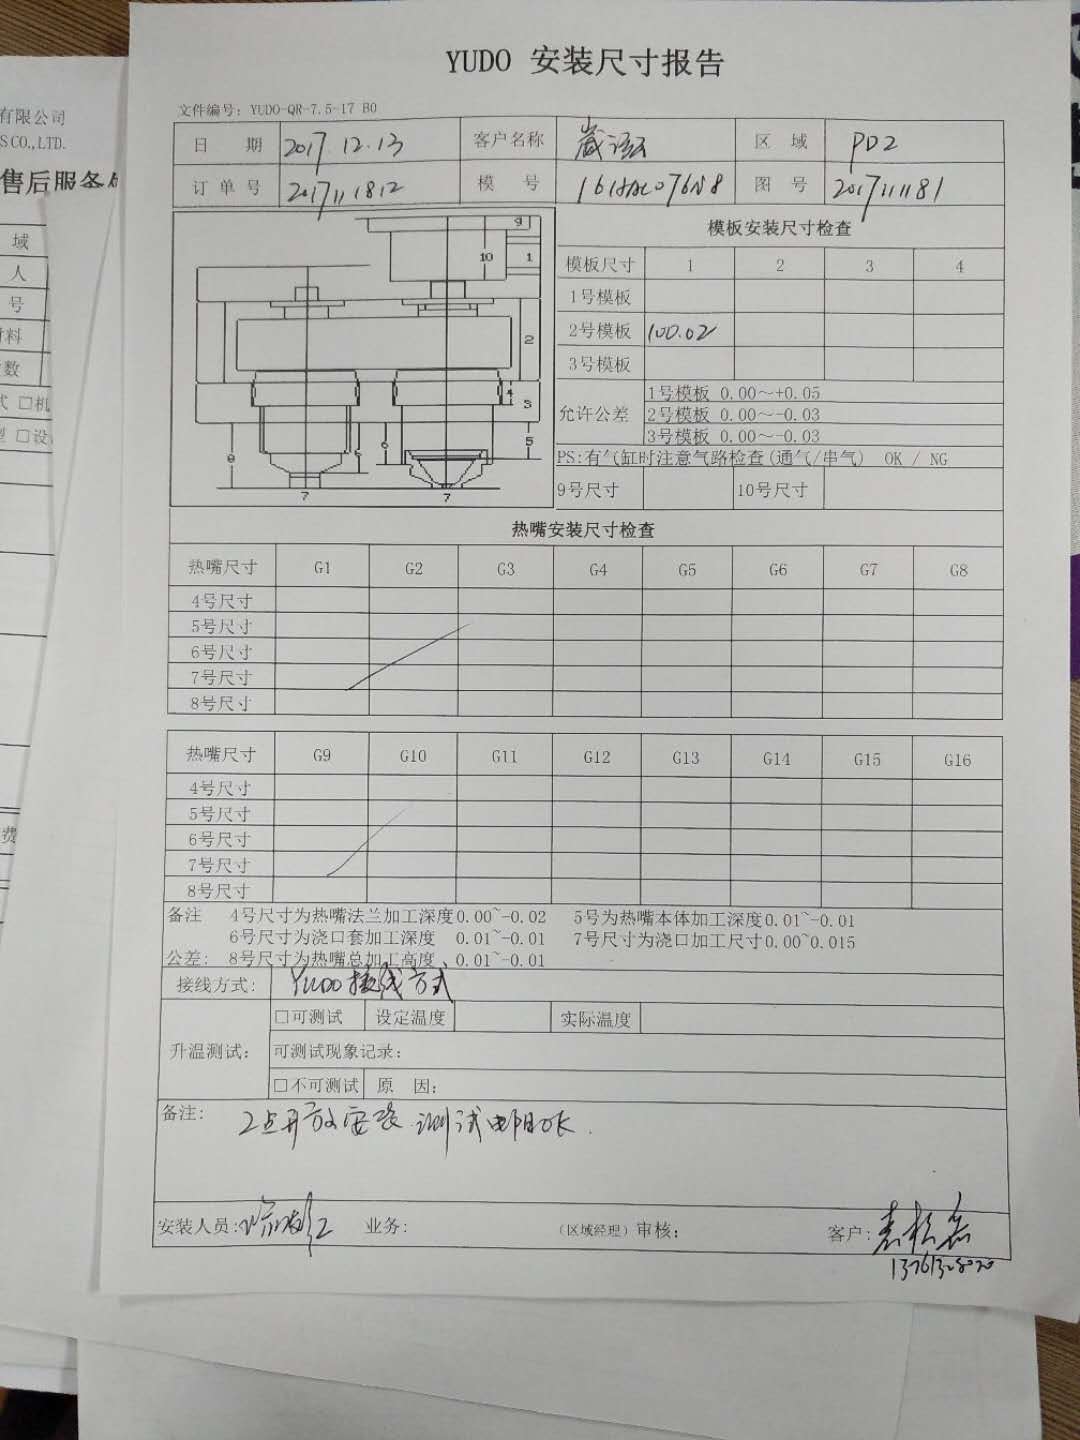 YUDO 安装尺寸报告
文件编号: YUDO-QR-7.5-17 B0
日 期 2017.12.13 客户名称 区 域 PD2
订 单 号 2017111812 模 号 图 号 201711181
模板安装尺寸检查
模板尺寸 1 2 3 4
1号模板
2号模板 100.02
3号模板
允许公差 1号模板 0.00～+0.05
2号模板 0.00～-0.03
3号模板 0.00～-0.03
PS:有气缸时注意气路检查(通气/串气) OK / NG
9号尺寸 10号尺寸
9
10 1
2
4 3
8 6 6 5
7 7
热嘴安装尺寸检查
热嘴尺寸 G1 G2 G3 G4 G5 G6 G7 G8
4号尺寸
5号尺寸
6号尺寸
7号尺寸
8号尺寸
热嘴尺寸 G9 G10 G11 G12 G13 G14 G15 G16
4号尺寸
5号尺寸
6号尺寸
7号尺寸
8号尺寸
备注 4号尺寸为热嘴法兰加工深度0.00~-0.02 5号为热嘴本体加工深度0.01~-0.01
6号尺寸为浇口套加工深度 0.01~-0.01 7号尺寸为浇口加工尺寸0.00~0.015
公差: 8号尺寸为热嘴总加工高度 0.01~-0.01
接线方式: YUDO接线方式
升温测试: □可测试 设定温度 实际温度
可测试现象记录:
□不可测试 原 因:
备注: 2点开放安装.测试电阻OK.
安装人员: 业务: (区域经理)审核: 客户:
有限公司
S CO., LTD.
售后服务
域
人
号
料
数
式 □机
型 □设
费